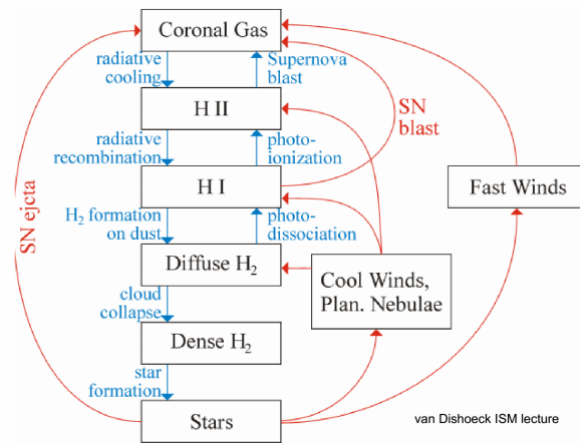 Coronal Gas
radiative
cooling
Supernova
blast
H II
SN
blast
radiative
recombination
photo-
ionization
H I
Fast Winds
SN ejcta
H₂ formation
on dust
photo-
dissociation
Diffuse H₂
Cool Winds,
Plan. Nebulae
cloud
collapse
Dense H₂
star
formation
Stars
van Dishoeck ISM lecture